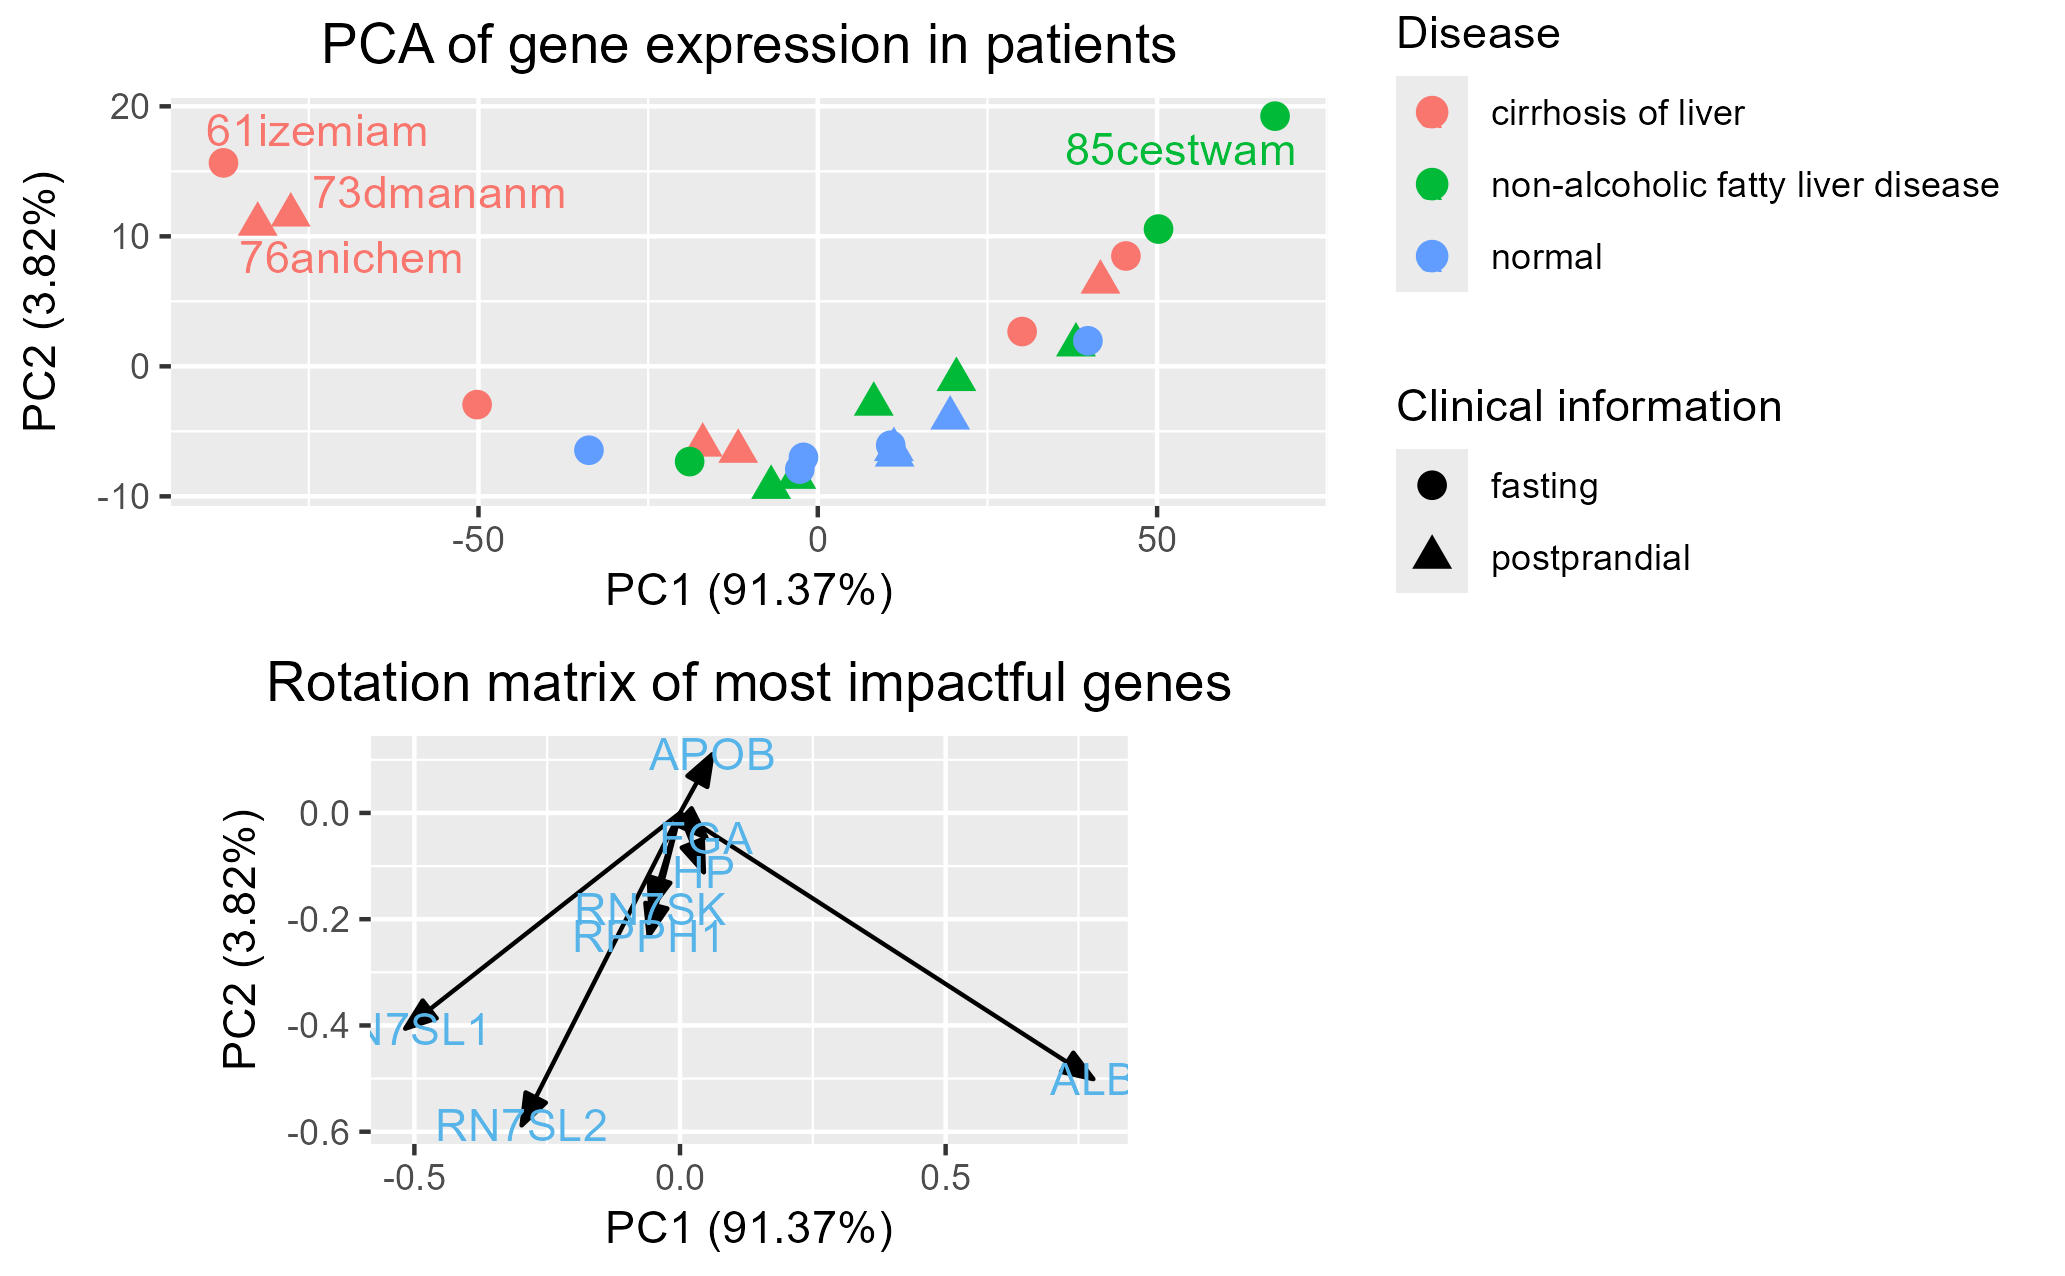 PCA of gene expression in patients
20
10
0
-10
PC2 (3.82%)
61izemiam
73dmananm
76anichem
85cestwam
-50
0
50
PC1 (91.37%)
Disease
cirrhosis of liver
non-alcoholic fatty liver disease
normal
Clinical information
fasting
postprandial
Rotation matrix of most impactful genes
0.0
-0.2
-0.4
-0.6
PC2 (3.82%)
APOB
FGA
HP
RN7SK
RPPH1
N7SL1
RN7SL2
ALB
-0.5
0.0
0.5
PC1 (91.37%)